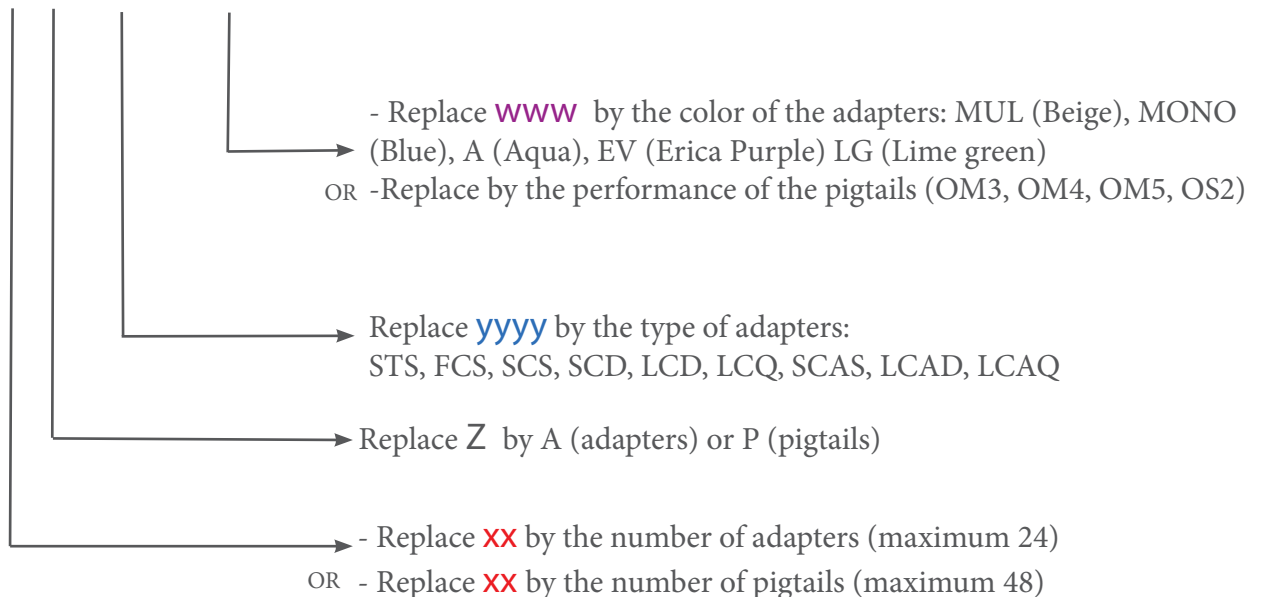 - Replace www by the color of the adapters: MUL (Beige), MONO
(Blue), A (Aqua), EV (Erica Purple) LG (Lime green)
OR -Replace by the performance of the pigtails (OM3, OM4, OM5, OS2)
Replace yyyy by the type of adapters:
STS, FCS, SCS, SCD, LCD, LCQ, SCAS, LCAD, LCAQ
Replace Z by A (adapters) or P (pigtails)
- Replace xx by the number of adapters (maximum 24)
OR - Replace xx by the number of pigtails (maximum 48)